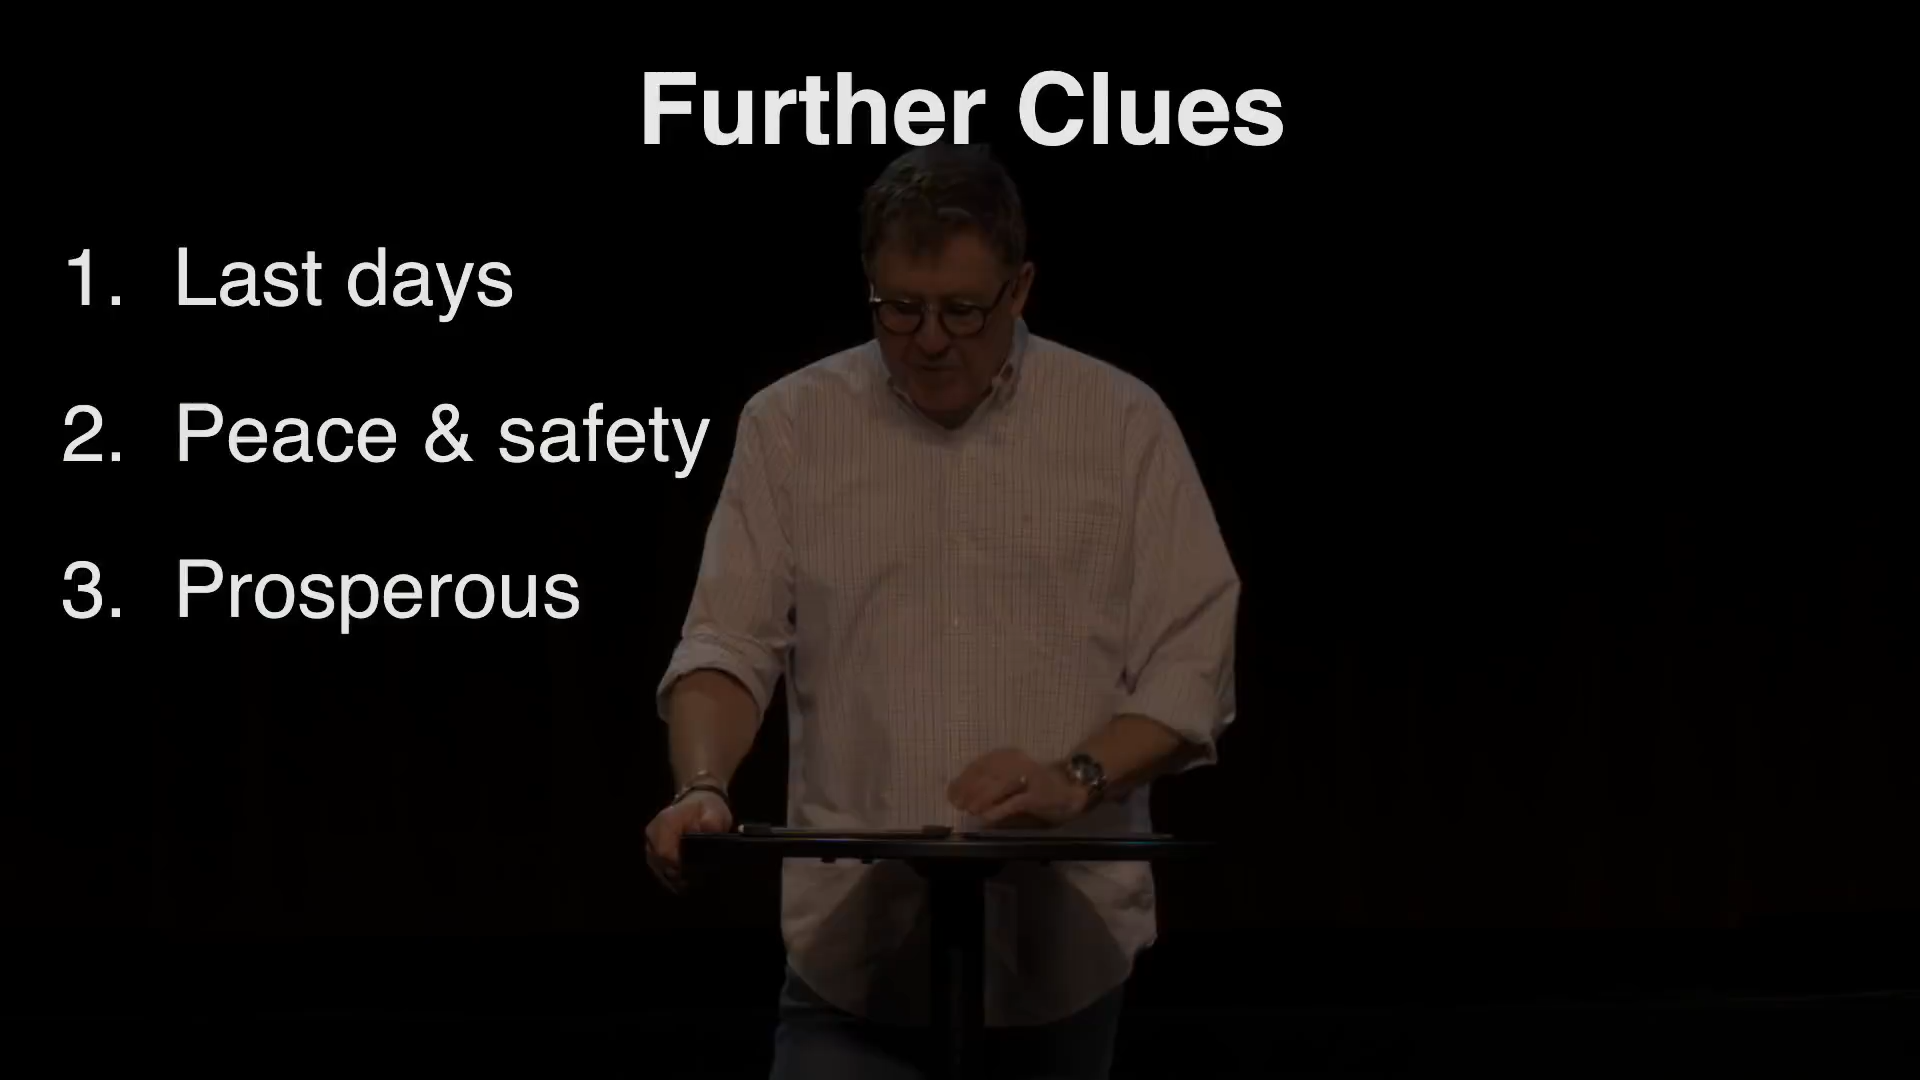 Further Clues
1. Last days
2. Peace & safety
3. Prosperous